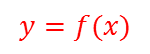 y = f(x)